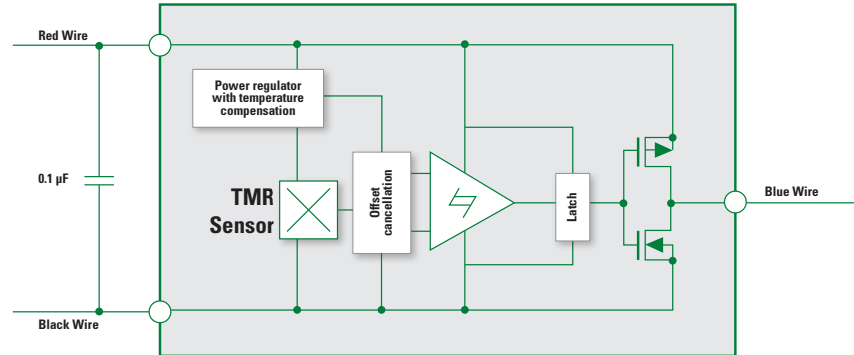 Red Wire
Power regulator
with temperature
compensation
0.1 µF
TMR
Sensor
Offset
cancellation
Latch
Blue Wire
Black Wire